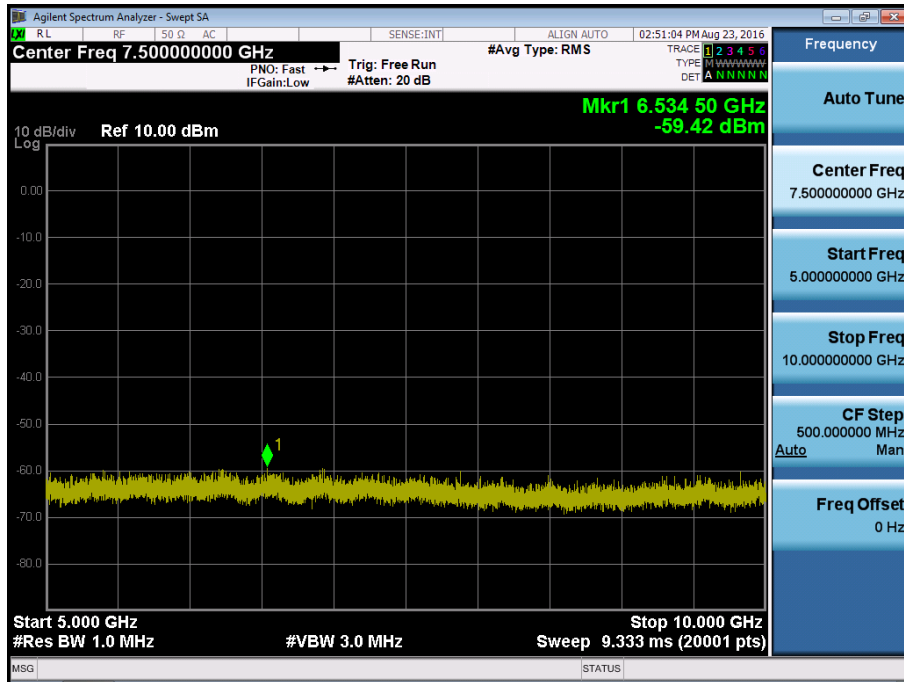 Agilent Spectrum Analyzer - Swept SA
LXI RL RF 50 Ω AC SENSE:INT ALIGN AUTO 02:51:04 PM Aug 23, 2016
Center Freq 7.500000000 GHz
PNO: Fast
IFGain:Low
Trig: Free Run
#Atten: 20 dB
#Avg Type: RMS
TRACE 1 2 3 4 5 6
TYPE M WWWWW
DET A N N N N N
Mkr1 6.534 50 GHz
-59.42 dBm
10 dB/div Ref 10.00 dBm
Log
0.00
-10.0
-20.0
-30.0
-40.0
-50.0
-60.0
-70.0
-80.0
1
Start 5.000 GHz Stop 10.000 GHz
#Res BW 1.0 MHz #VBW 3.0 MHz Sweep 9.333 ms (20001 pts)
MSG STATUS
Frequency
Auto Tune
Center Freq
7.500000000 GHz
Start Freq
5.000000000 GHz
Stop Freq
10.000000000 GHz
CF Step
500.000000 MHz
Auto Man
Freq Offset
0 Hz